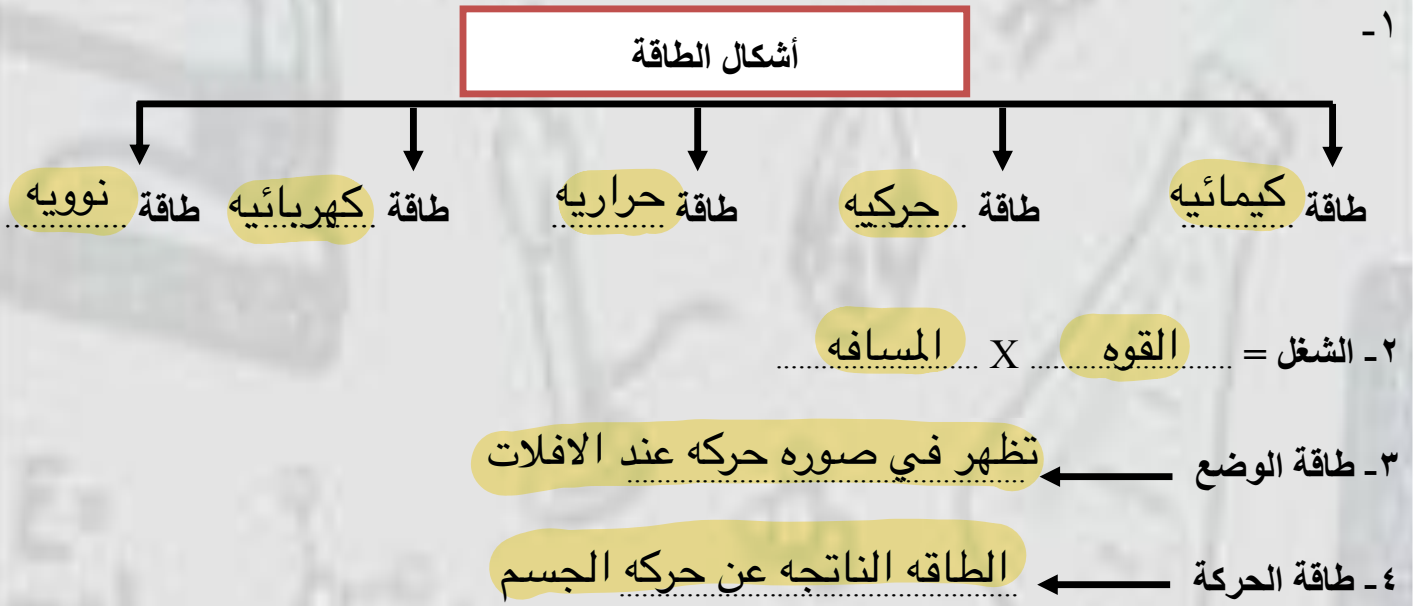 ١-
أشكال الطاقة
طاقة كيمائيه طاقة حركيه طاقة حراريه طاقة كهربائيه طاقة نوويه
٢- الشغل = القوه X المسافه
٣- طاقة الوضع تظهر في صوره حركه عند الافلات
٤- طاقة الحركة الطاقه الناتجه عن حركه الجسم